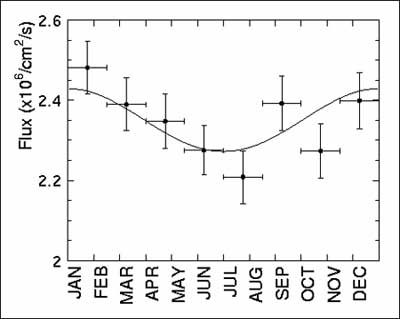 Flux (x10⁶/cm²/s)
2.6
2.4
2.2
2
JAN
FEB
MAR
APR
MAY
JUN
JUL
AUG
SEP
OCT
NOV
DEC